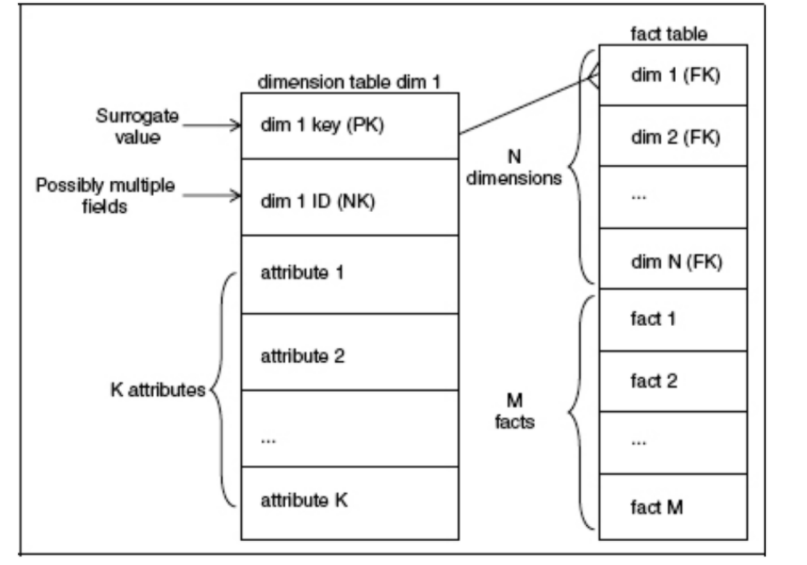 fact table
dimension table dim 1
Surrogate
value
dim 1 key (PK)
Possibly multiple
fields
dim 1 ID (NK)
attribute 1
attribute 2
...
attribute K
K attributes
N
dimensions
dim 1 (FK)
dim 2 (FK)
...
dim N (FK)
M
facts
fact 1
fact 2
...
fact M